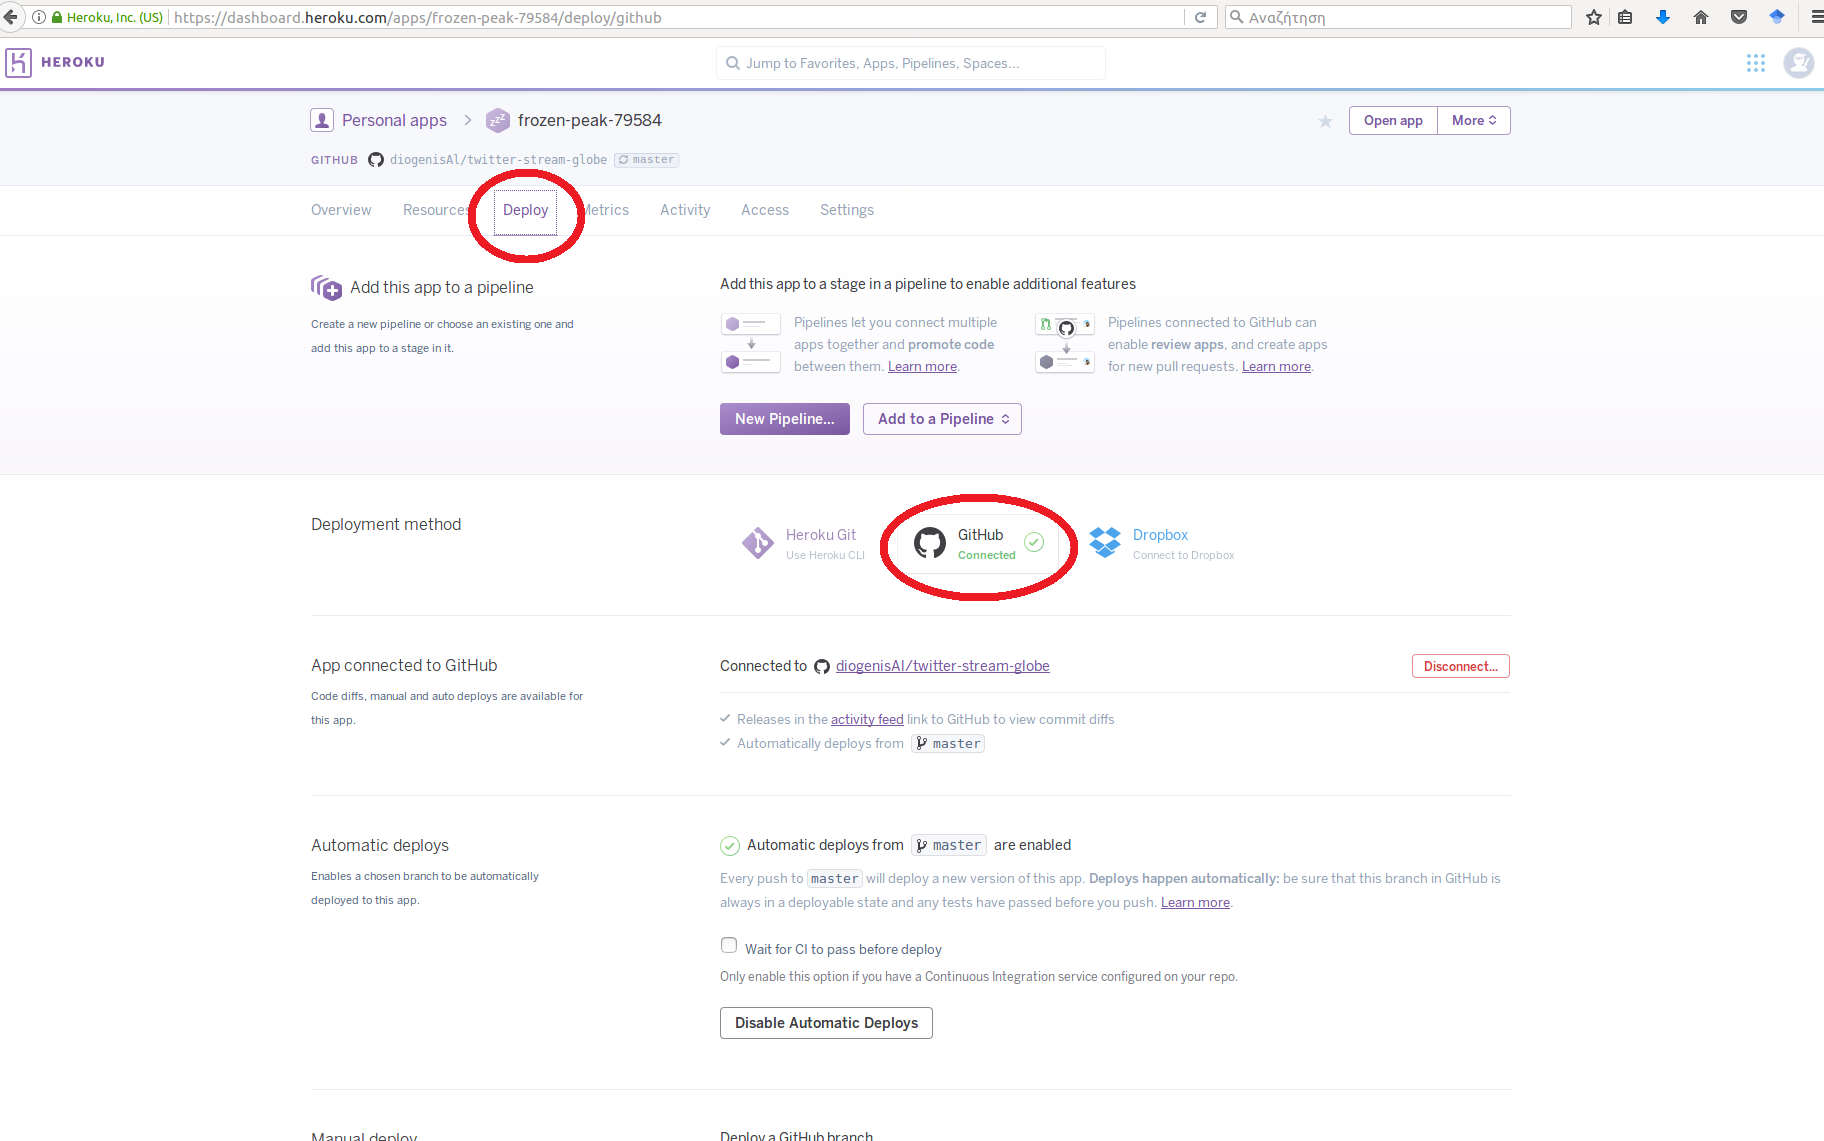 Heroku, Inc. (US) https://dashboard.heroku.com/apps/frozen-peak-79584/deploy/github Αναζήτηση
HEROKU Jump to Favorites, Apps, Pipelines, Spaces...
Personal apps > frozen-peak-79584 Open app More
GITHUB diogenisAl/twitter-stream-globe master
Overview Resources Deploy Metrics Activity Access Settings
Add this app to a pipeline
Create a new pipeline or choose an existing one and
add this app to a stage in it.
Add this app to a stage in a pipeline to enable additional features
Pipelines let you connect multiple
apps together and promote code
between them. Learn more.
Pipelines connected to GitHub can
enable review apps, and create apps
for new pull requests. Learn more.
New Pipeline... Add to a Pipeline
Deployment method
Heroku Git
Use Heroku CLI
GitHub
Connected
Dropbox
Connect to Dropbox
App connected to GitHub
Code diffs, manual and auto deploys are available for
this app.
Connected to diogenisAl/twitter-stream-globe Disconnect...
Releases in the activity feed link to GitHub to view commit diffs
Automatically deploys from master
Automatic deploys
Enables a chosen branch to be automatically
deployed to this app.
Automatic deploys from master are enabled
Every push to master will deploy a new version of this app. Deploys happen automatically: be sure that this branch in GitHub is
always in a deployable state and any tests have passed before you push. Learn more.
Wait for CI to pass before deploy
Only enable this option if you have a Continuous Integration service configured on your repo.
Disable Automatic Deploys
Manual deploy Deploy a GitHub branch